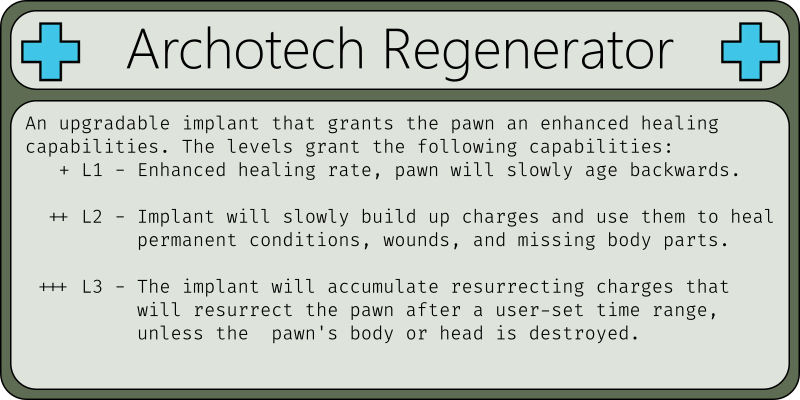 Archotech Regenerator
An upgradable implant that grants the pawn an enhanced healing
capabilities. The levels grant the following capabilities:
+ L1 - Enhanced healing rate, pawn will slowly age backwards.
++ L2 - Implant will slowly build up charges and use them to heal
permanent conditions, wounds, and missing body parts.
+++ L3 - The implant will accumulate resurrecting charges that
will resurrect the pawn after a user-set time range,
unless the  pawn's body or head is destroyed.